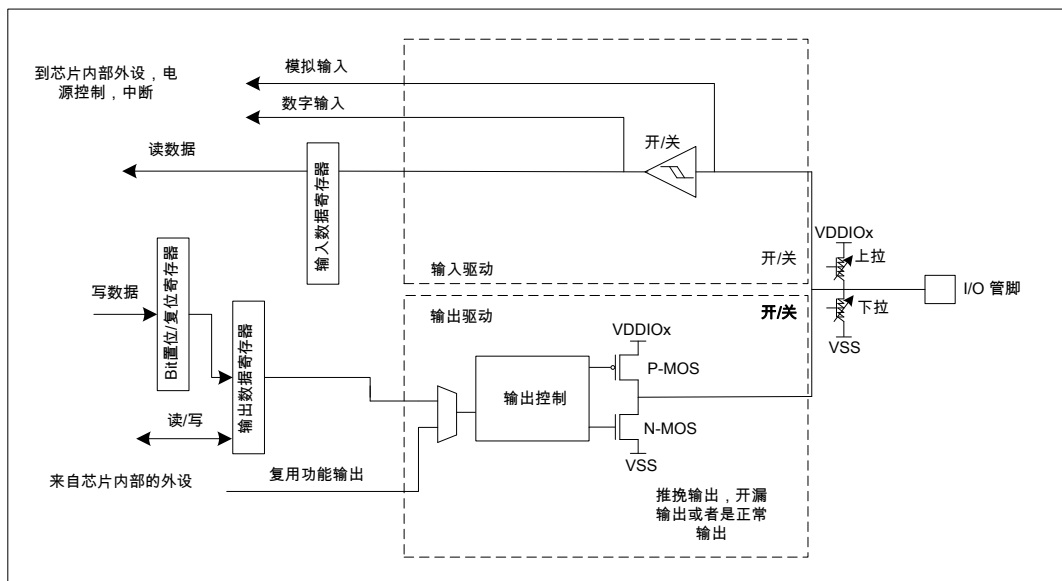 到芯片内部外设，电
源控制，中断
模拟输入
数字输入
读数据
输入数据寄存器
开/关
输入驱动
开/关
VDDIOx
上拉
下拉
VSS
I/O 管脚
写数据
Bit置位/复位寄存器
输出数据寄存器
读/写
来自芯片内部的外设
复用功能输出
输出驱动
开/关
输出控制
VDDIOx
P-MOS
N-MOS
VSS
推挽输出，开漏
输出或者是正常
输出